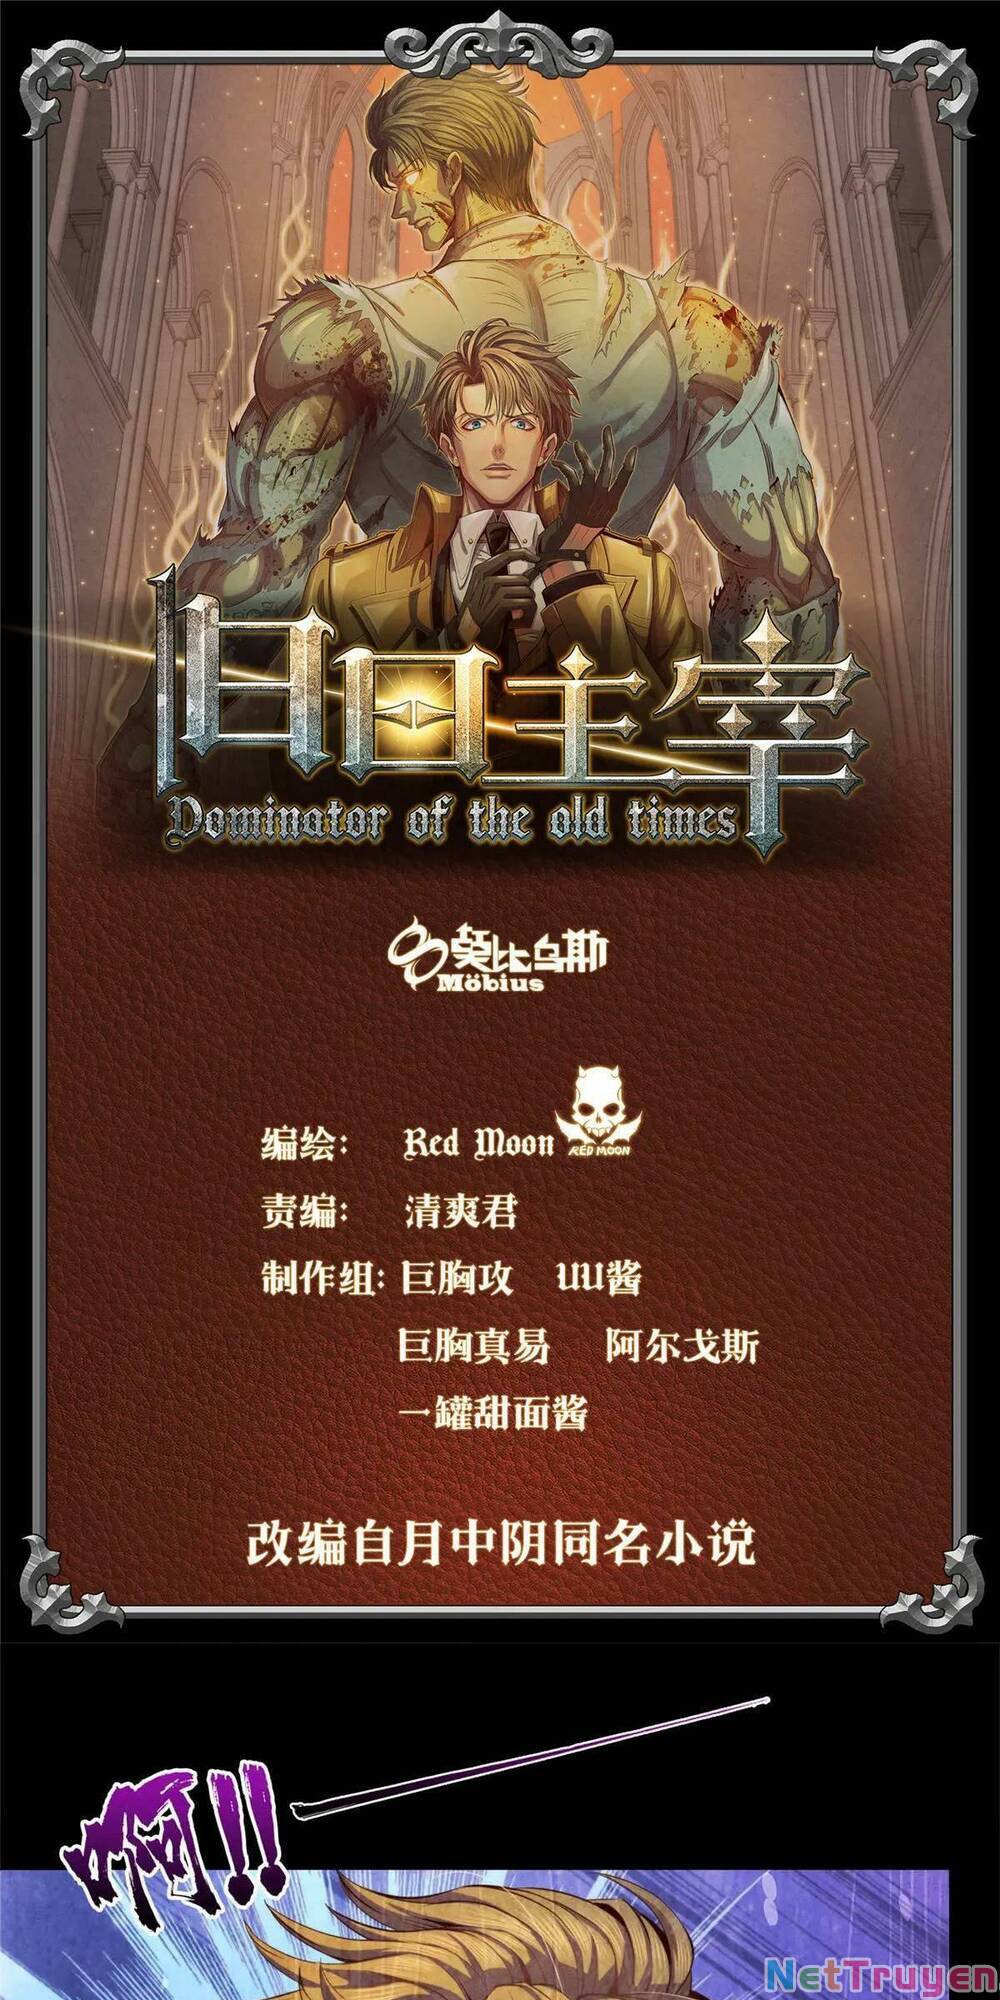 旧日主宰
Dominator of the old times
莫比乌斯
Möbius
编绘: Red Moon
RED MOON
责编: 清爽君
制作组: 巨胸攻 UU酱
巨胸真易 阿尔戈斯
一罐甜面酱
改编自月中阴同名小说
啊!!
NetTruyen